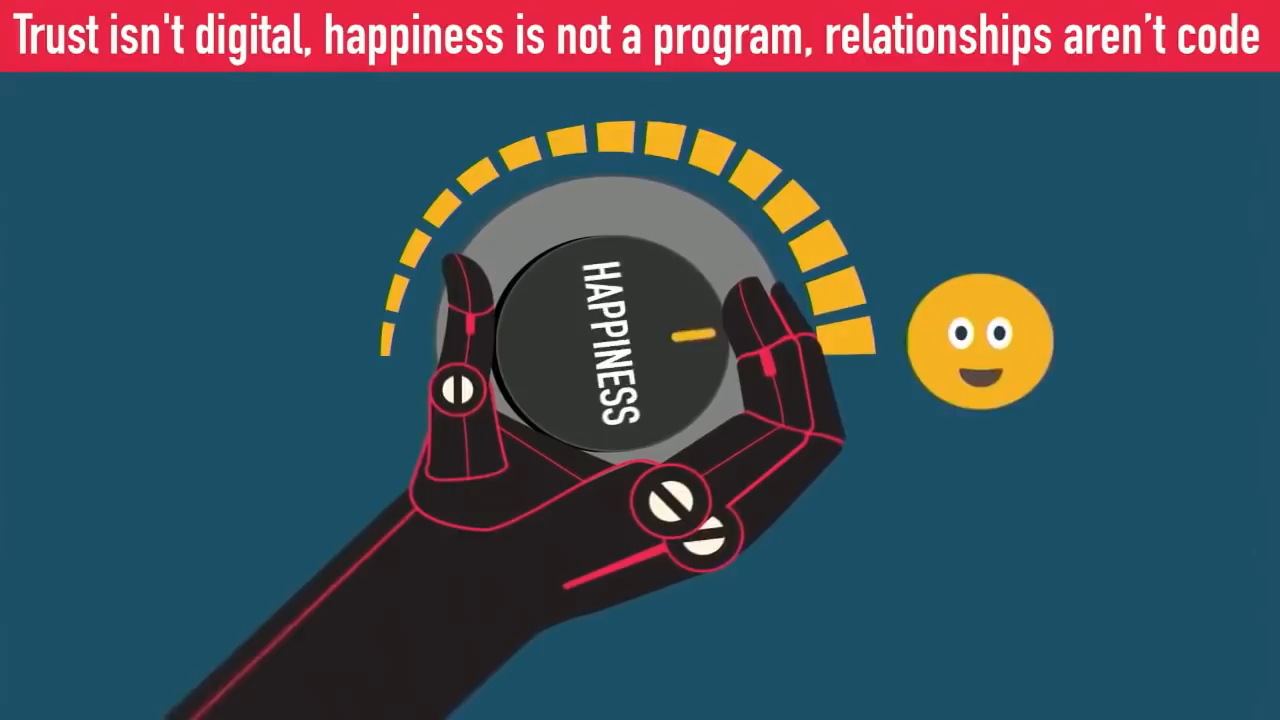 Trust isn't digital, happiness is not a program, relationships aren’t code
HAPPINESS